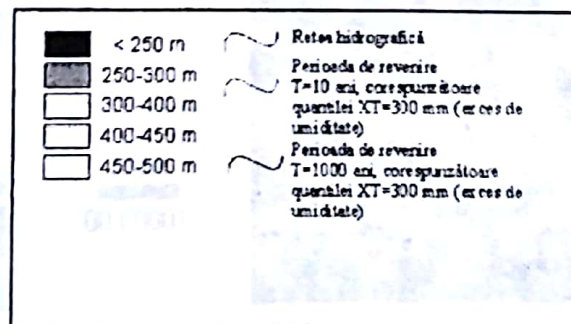 < 250 m
250-300 m
300-400 m
400-450 m
450-500 m
Retea hidrografică
Perioada de revenire
T=10 ani, corespunzătoare
quantilei XT=300 mm (exces de
umiditate)
Perioada de revenire
T=1000 ani, corespunzătoare
quantilei XT=300 mm (exces de
umiditate)